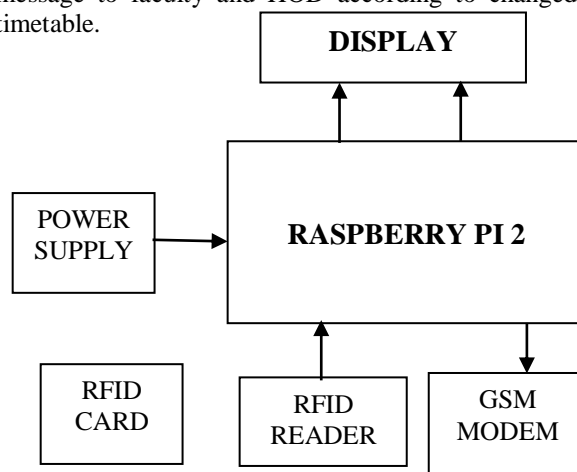 message to faculty and HOD according to changed
timetable.
DISPLAY
POWER
SUPPLY
RASPBERRY PI 2
RFID
CARD
RFID
READER
GSM
MODEM